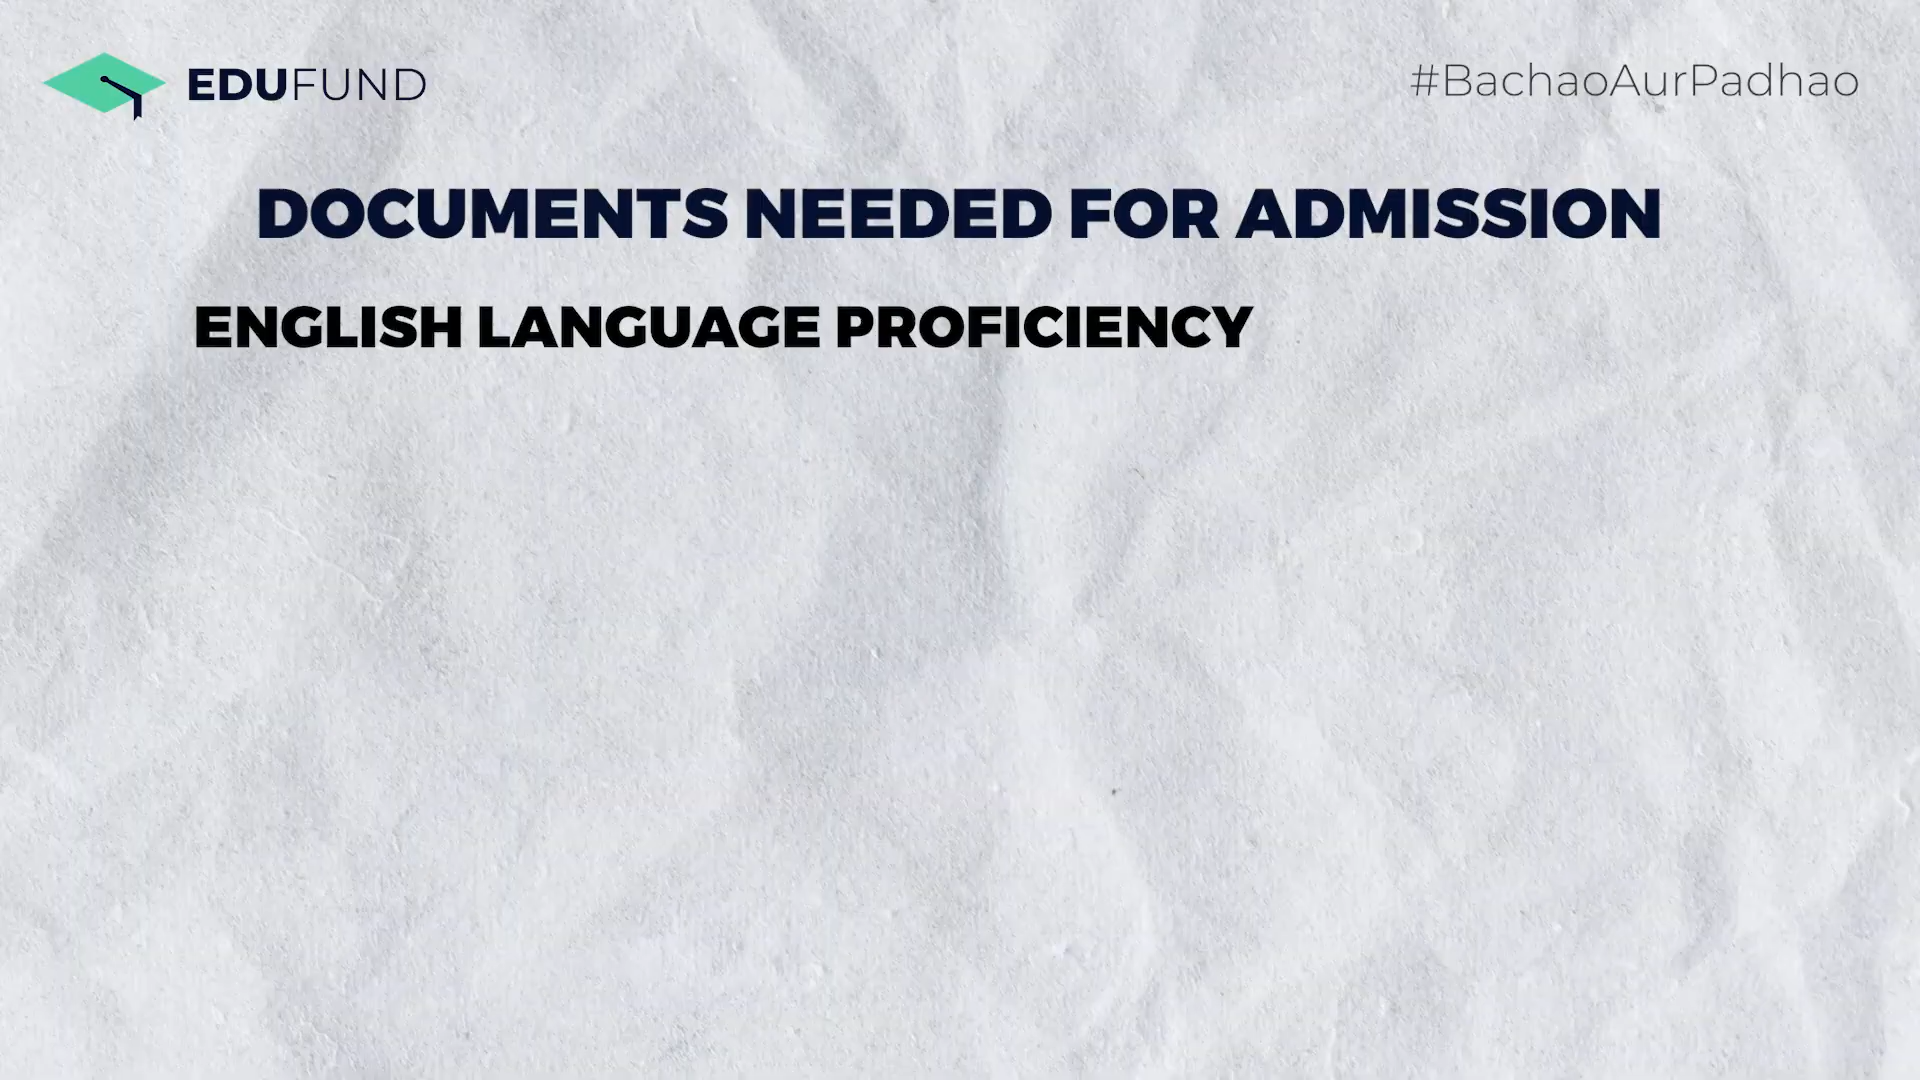 EDUFUND
#BachaoAurPadhao
DOCUMENTS NEEDED FOR ADMISSION
ENGLISH LANGUAGE PROFICIENCY